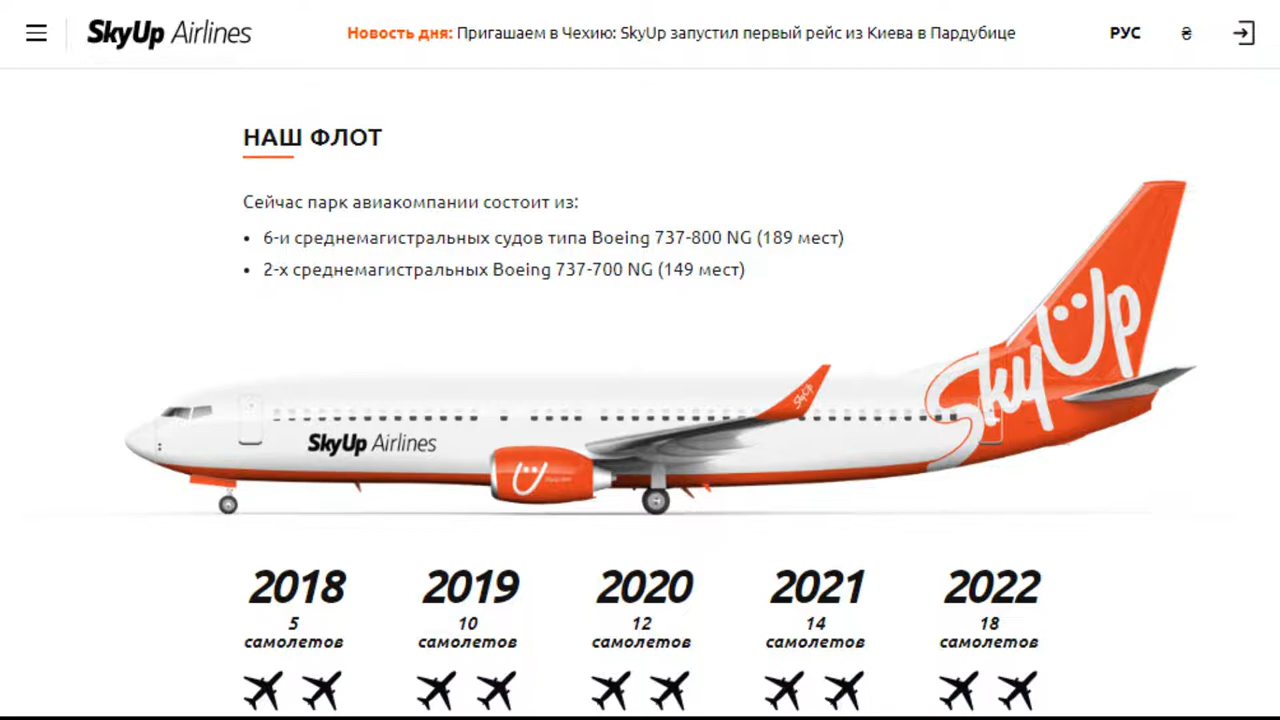 SkyUp Airlines
Новость дня: Приглашаем в Чехию: SkyUp запустил первый рейс из Киева в Пардубице
РУС
₴
НАШ ФЛОТ
Сейчас парк авиакомпании состоит из:
• 6-и среднемагистральных судов типа Boeing 737-800 NG (189 мест)
• 2-х среднемагистральных Boeing 737-700 NG (149 мест)
SkyUp
SkyUp
SkyUp Airlines
2018 2019 2020 2021 2022
5 10 12 14 18
самолетов самолетов самолетов самолетов самолетов